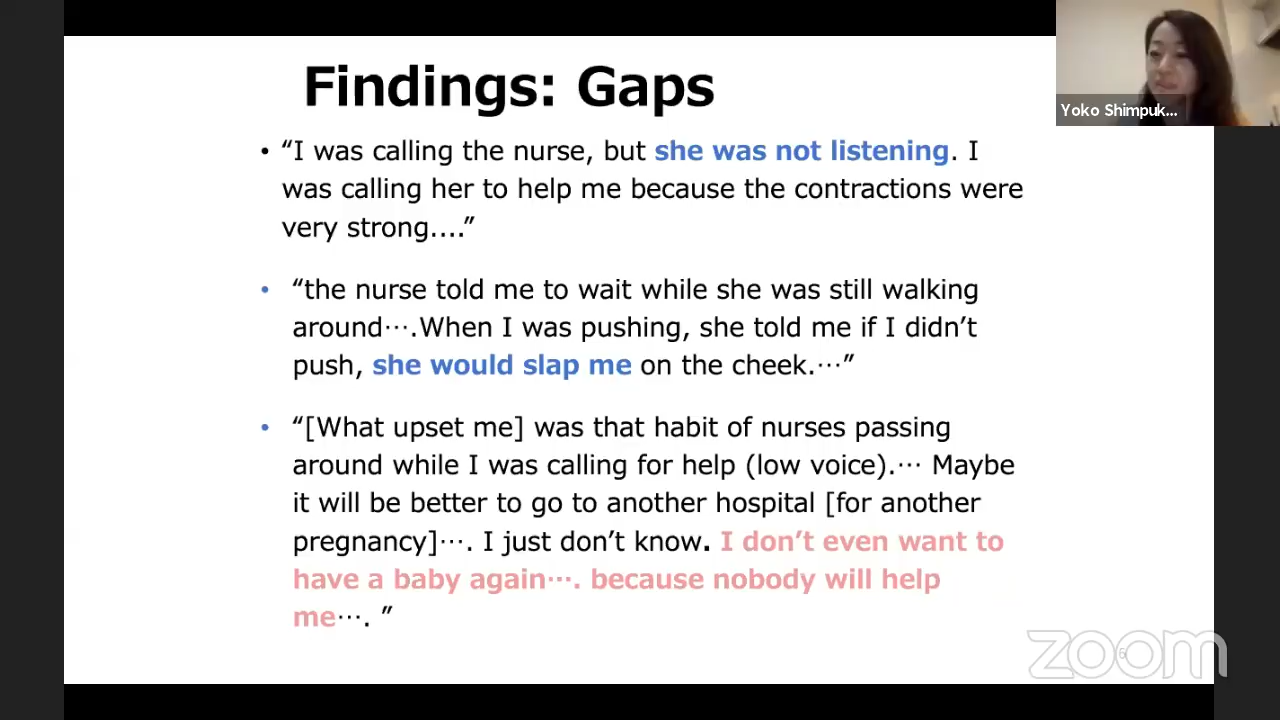 Findings: Gaps
Yoko Shimpuk...
• “I was calling the nurse, but she was not listening. I
was calling her to help me because the contractions were
very strong....”
• “the nurse told me to wait while she was still walking
around⋯.When I was pushing, she told me if I didn’t
push, she would slap me on the cheek.⋯”
• “[What upset me] was that habit of nurses passing
around while I was calling for help (low voice).⋯ Maybe
it will be better to go to another hospital [for another
pregnancy]⋯. I just don’t know. I don’t even want to
have a baby again⋯. because nobody will help
me⋯. ”
zoom
6